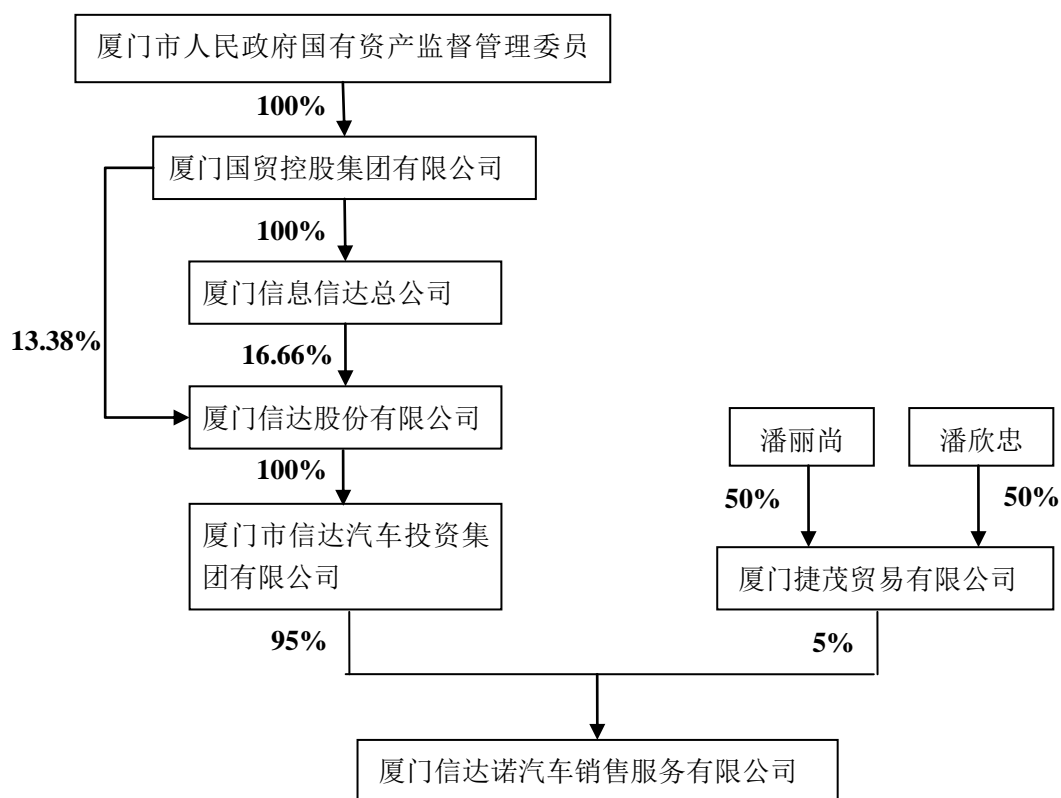 厦门市人民政府国有资产监督管理委员
100%
厦门国贸控股集团有限公司
100%
厦门信息信达总公司
13.38%
16.66%
厦门信达股份有限公司
潘丽尚
潘欣忠
100%
50%
50%
厦门市信达汽车投资集
团有限公司
厦门捷茂贸易有限公司
95%
5%
厦门信达诺汽车销售服务有限公司